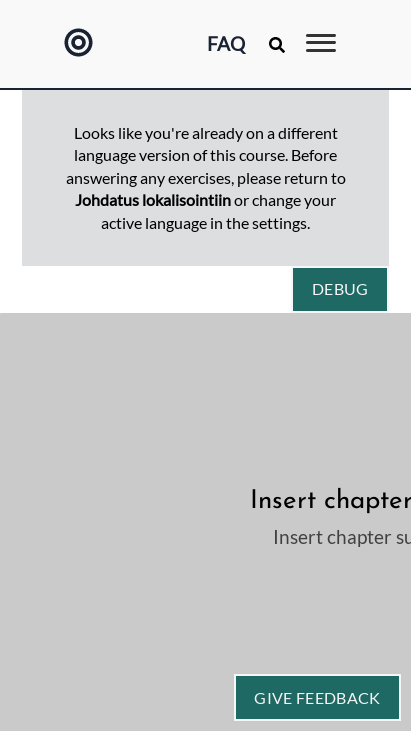 FAQ
Looks like you're already on a different
language version of this course. Before
answering any exercises, please return to
Johdatus lokalisointiin or change your
active language in the settings.
DEBUG
Insert chapter
Insert chapter su
GIVE FEEDBACK